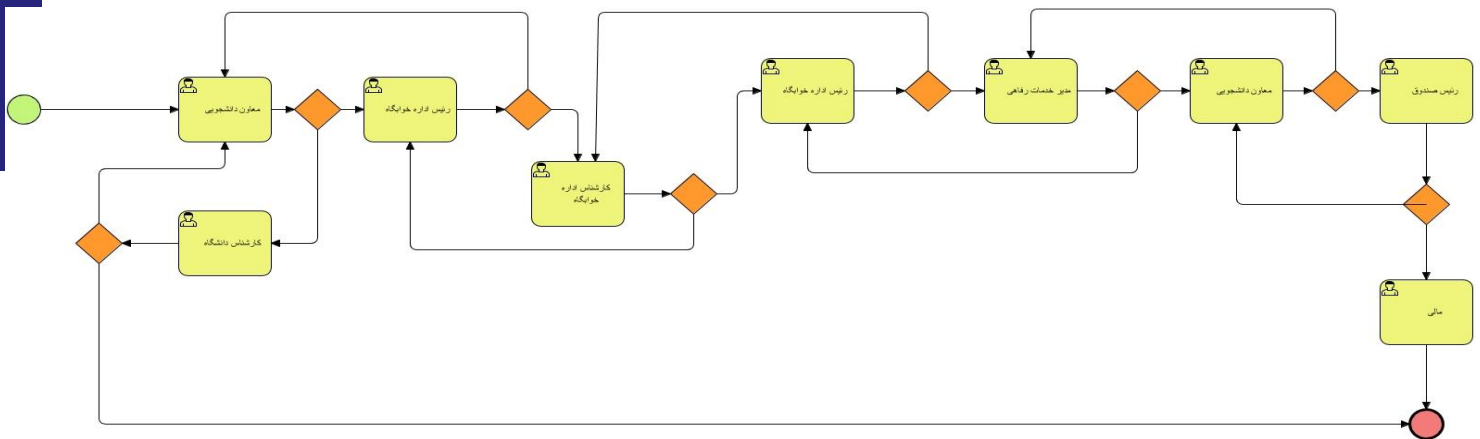 معاون دانشجویی
رئیس اداره خوابگاه
کارشناس اداره
خوابگاه
رئیس اداره خوابگاه
مدیر خدمات رفاهی
معاون دانشجویی
رئیس صندوق
کارشناس دانشگاه
مالی